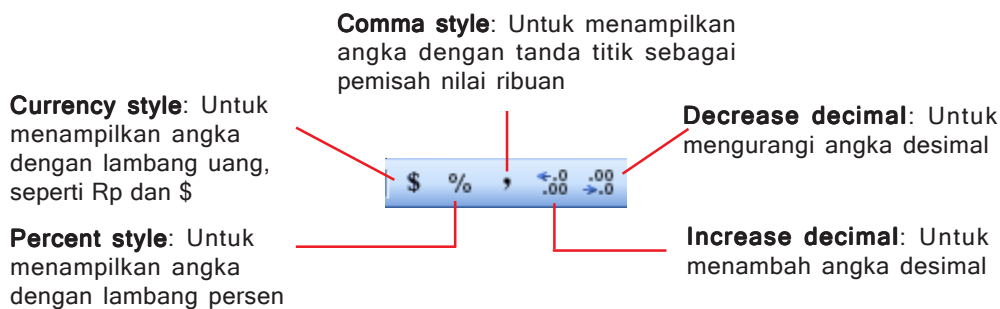 Comma style: Untuk menampilkan
angka dengan tanda titik sebagai
pemisah nilai ribuan
Currency style: Untuk
menampilkan angka
dengan lambang uang,
seperti Rp dan $
Decrease decimal: Untuk
mengurangi angka desimal
$ % , ←.0 .00 .00 →.0
Percent style: Untuk
menampilkan angka
dengan lambang persen
Increase decimal: Untuk
menambah angka desimal